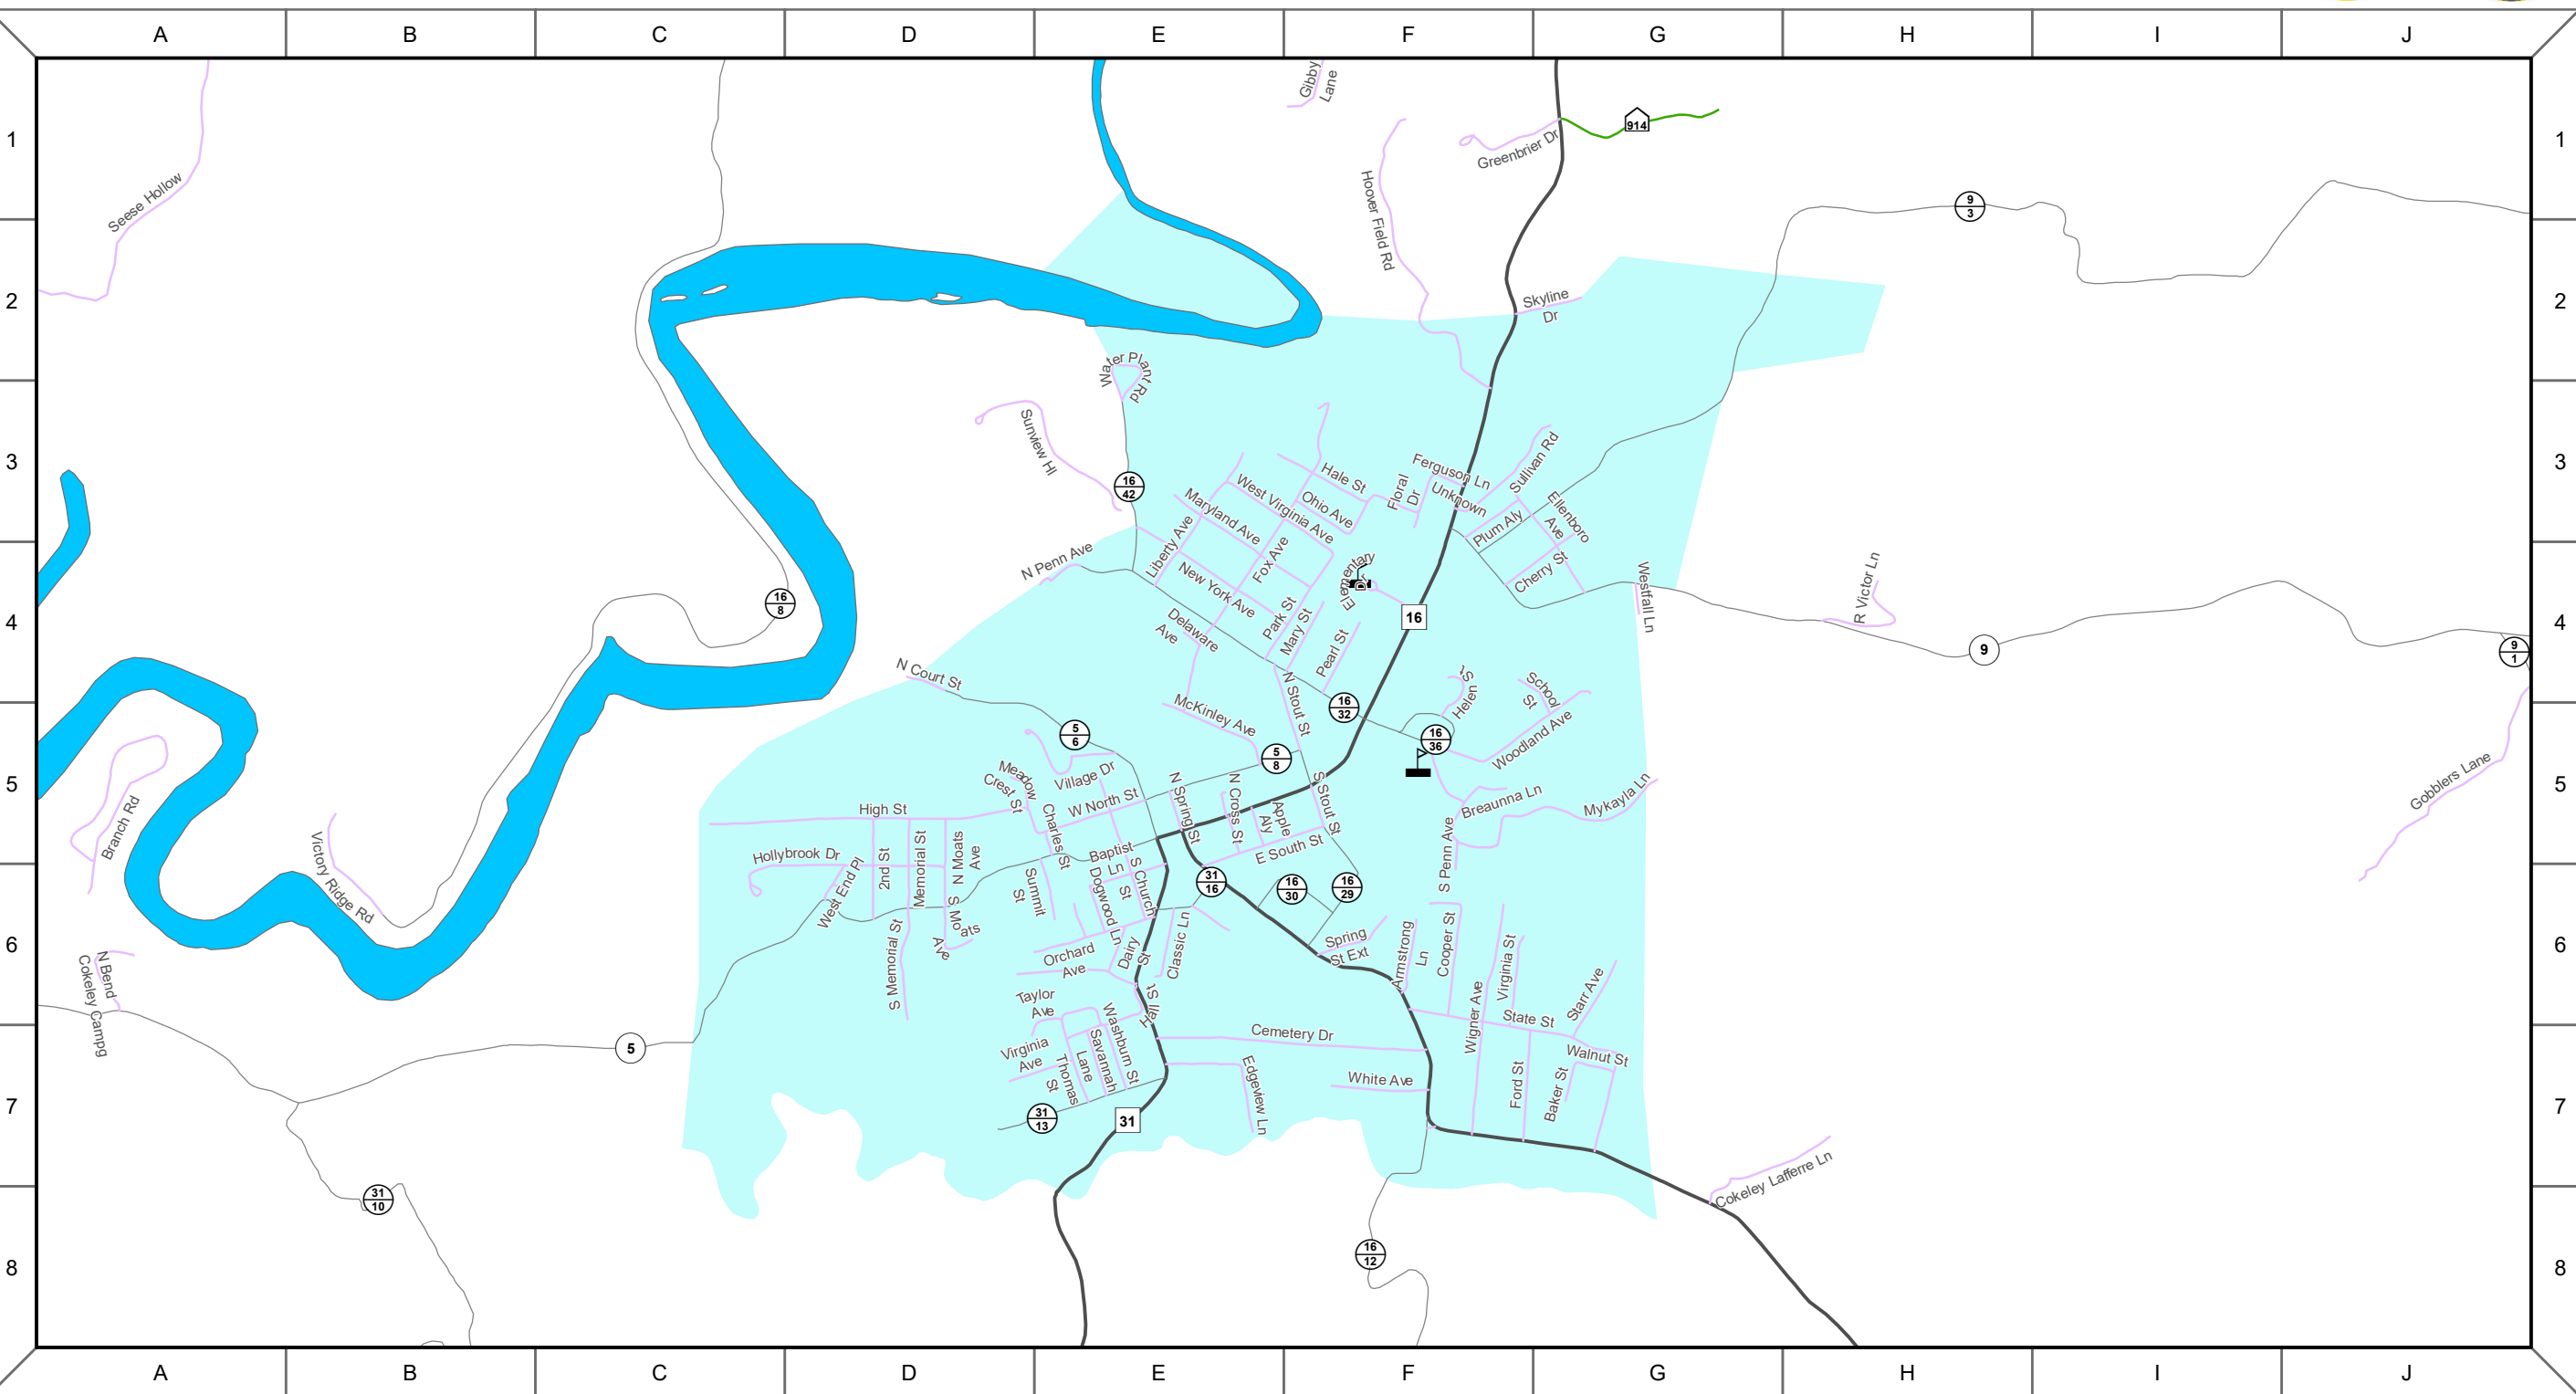 A B C D E F G H I J
1
2
3
4
5
6
7
8
1
2
3
4
5
6
7
8
A B C D E F G H I J
Gibby
Lane
914
Greenbrier Dr
Seese Hollow
Hoover Field Rd
9
3
Skyline
Dr
Water Plant Rd
Sunview Hl
16
42
Hale St
Ferguson Ln
Sullivan Rd
West Virginia Ave
Ohio Ave
Floral
Dr
Unknown
Maryland Ave
Plum Aly
Ellenboro
Ave
Liberty Ave
Fox Ave
N Penn Ave
New York Ave
Elementary
Cherry St
Westfall Ln
R Victor Ln
16
8
Park St
Mary St
Pearl St
Delaware
Ave
16
9
9
1
N Court St
N Stout St
Helen St
School
St
McKinley Ave
16
32
5
6
5
8
16
36
Woodland Ave
Meadow
Crest St
Village Dr
N Spring St
N Cross St
Apple
Aly
S Stout St
Breaunna Ln
Mykayla Ln
Gobblers Lane
High St
Charles St
W North St
E South St
Branch Rd
Victory Ridge Rd
Hollybrook Dr
2nd St
Memorial St
N Moats
Ave
Baptist
Ln
S Penn Ave
West End Pl
Summit
St
Dogwood Ln
S Church
St
31
16
16
30
16
29
S Moats
Ave
S Memorial St
Orchard
Ave
Dairy
St
Classic Ln
Spring
St Ext
Armstrong
Ln
Cooper St
Virginia St
Starr Ave
N Bend
Cokeley Campg
Taylor
Ave
Hall St
Wigner Ave
State St
5
Virginia
Ave
Thomas
St
Savannah
Lane
Washburn St
Cemetery Dr
Edgeview Ln
White Ave
Ford St
Baker St
Walnut St
31
13
31
Cokeley Lafferre Ln
31
10
16
12